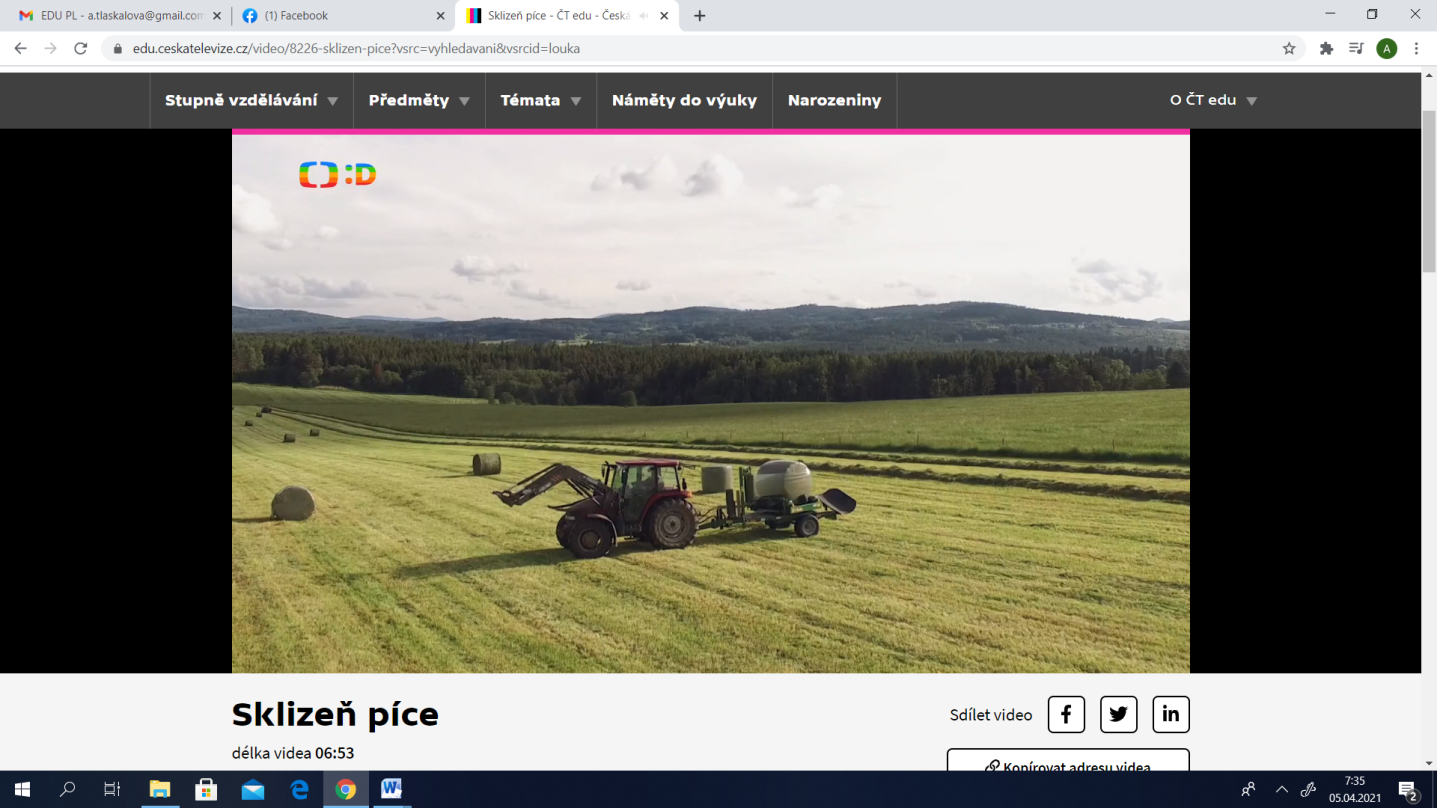 EDU PL - a.tlaskalova@gmail.com
(1) Facebook
Sklizeň píce - ČT edu - Česká
edu.ceskatelevize.cz/video/8226-sklizen-pice?vsrc=vyhledavani&vsrcid=louka
A
Stupně vzdělávání
Předměty
Témata
Náměty do výuky
Narozeniny
O ČT edu
:D
Sklizeň píce
délka videa 06:53
Sdílet video
Kopírovat adresu videa
7:35
05.04.2021
2